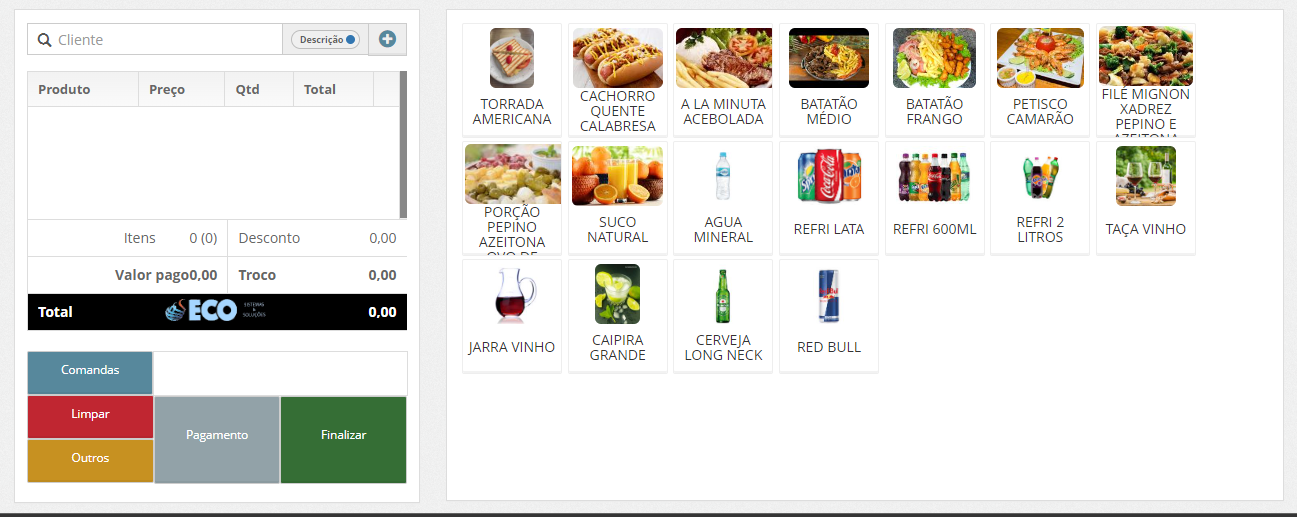 Cliente
Descrição
Produto Preço Qtd Total
Itens 0 (0) Desconto 0,00
Valor pago0,00 Troco 0,00
Total ECO SISTEMAS & SOLUÇÕES 0,00
Comandas
Limpar
Pagamento
Finalizar
Outros
TORRADA
AMERICANA
CACHORRO
QUENTE
CALABRESA
A LA MINUTA
ACEBOLADA
BATATÃO
MÉDIO
BATATÃO
FRANGO
PETISCO
CAMARÃO
FILÉ MIGNON
XADREZ
PEPINO E
AZEITONA
PORÇÃO
PEPINO
AZEITONA
OVO DE
SUCO
NATURAL
AGUA
MINERAL
REFRI LATA
REFRI 600ML
REFRI 2
LITROS
TAÇA VINHO
JARRA VINHO
CAIPIRA
GRANDE
CERVEJA
LONG NECK
RED BULL